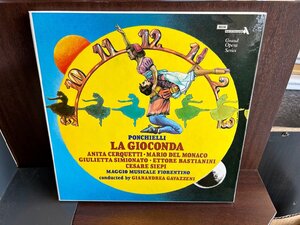 Grand
Opera
Series
10 11 12 1 2 3
PONCHIELLI
LA GIOCONDA
ANITA CERQUETTI · MARIO DEL MONACO
GIULIETTA SIMIONATO · ETTORE BASTIANINI
CESARE SIEPI
MAGGIO MUSICALE FIORENTINO
conducted by GIANANDREA GAVAZZENI